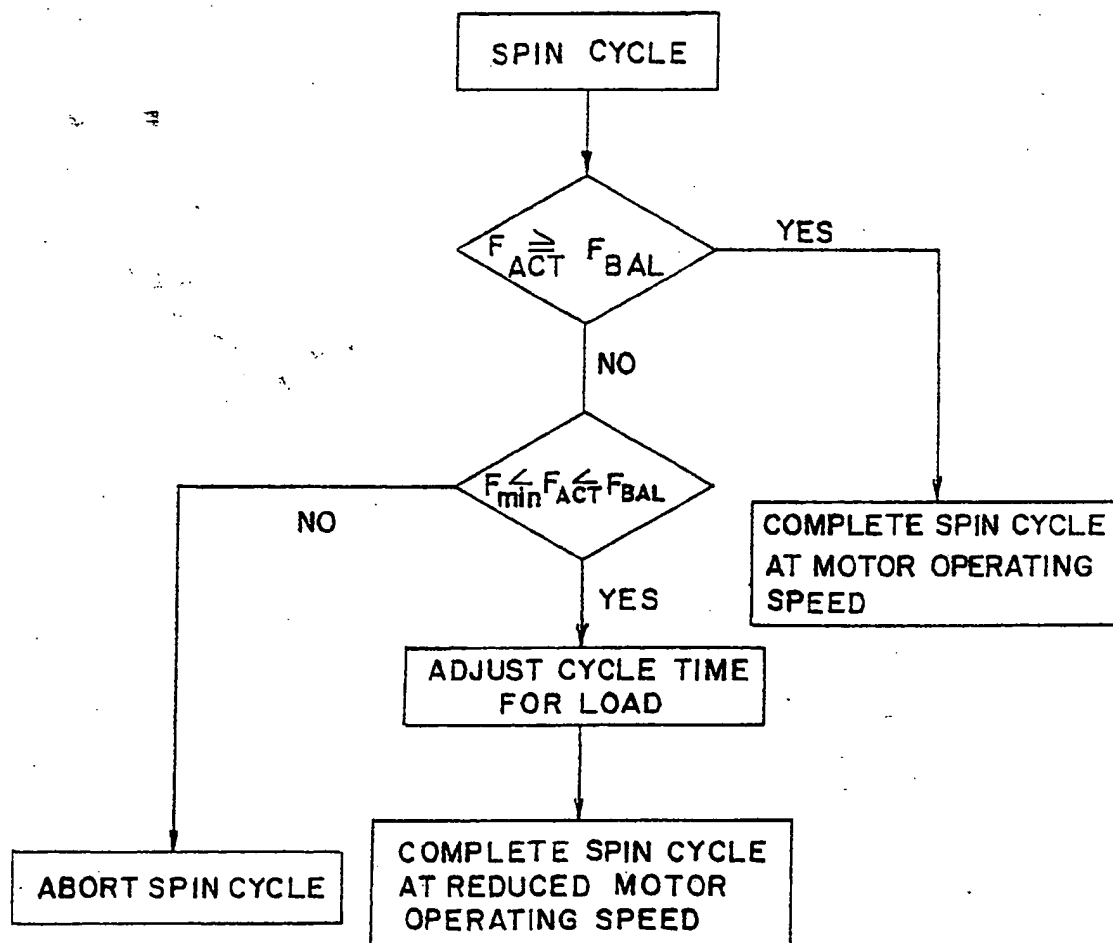 SPIN CYCLE
F ACT ≧ F BAL
YES
NO
F min ≤ F ACT ≤ F BAL
NO
YES
COMPLETE SPIN CYCLE
AT MOTOR OPERATING
SPEED
ADJUST CYCLE TIME
FOR LOAD
ABORT SPIN CYCLE
COMPLETE SPIN CYCLE
AT REDUCED MOTOR
OPERATING SPEED